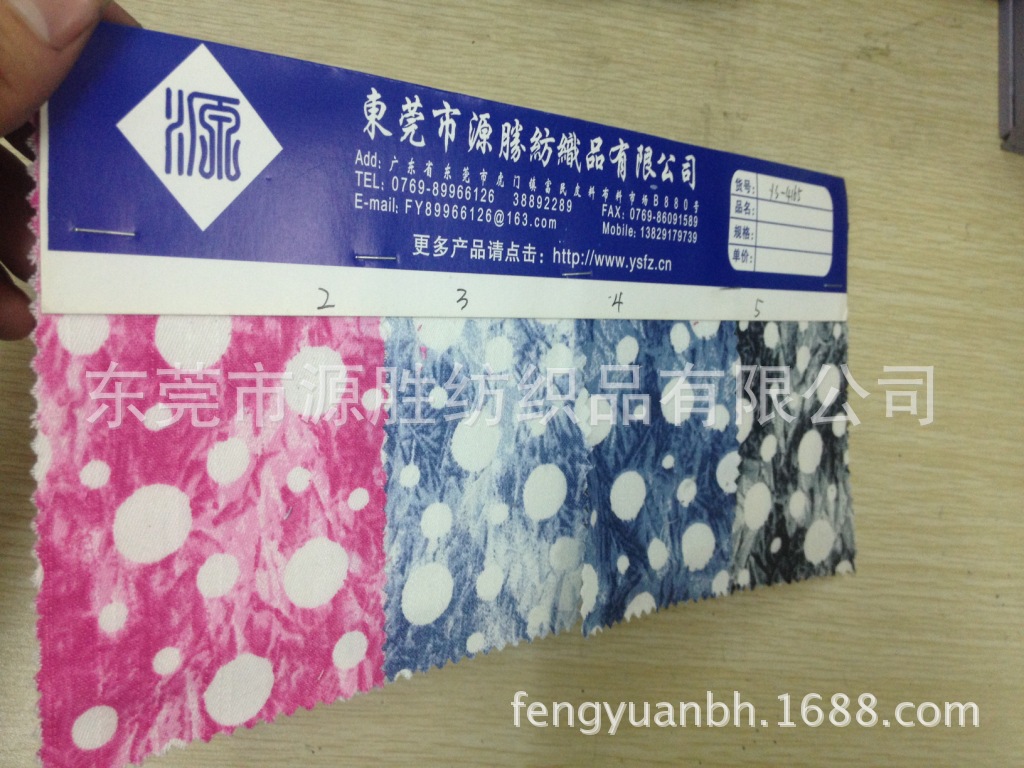 源
東莞市源勝紡織品有限公司
Add: 广东省东莞市虎门镇富民皮料布料市场B880号
TEL: 0769-89966126 38892289 FAX: 0769-86091589
E-mail: FY89966126@163.com Mobile: 13829179739
更多产品请点击: http://www.ysfz.cn
货号: YS-4165
品名:
规格:
单价:
2 3 4 5
东莞市源胜纺织品有限公司
fengyuanbh.1688.com